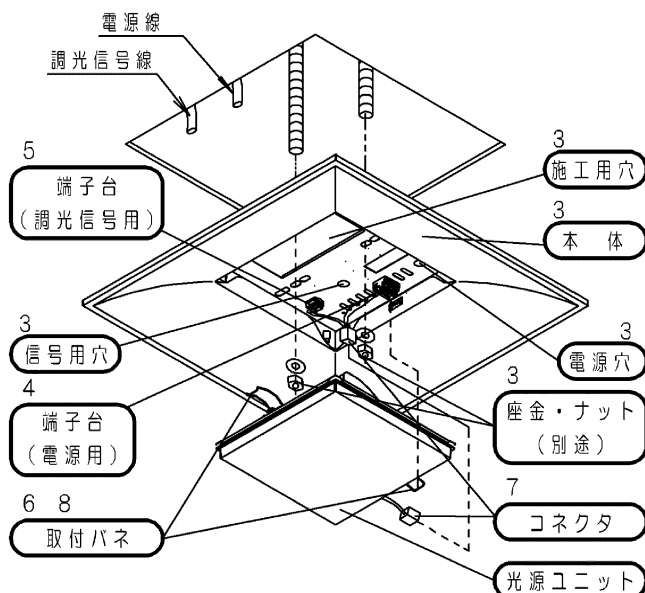 電源線
調光信号線
5
端子台
(調光信号用)
3
施工用穴
3
本 体
3
信号用穴
3
電源穴
4
端子台
(電源用)
3
座金・ナット
(別途)
6 8
取付バネ
7
コネクタ
光源ユニット